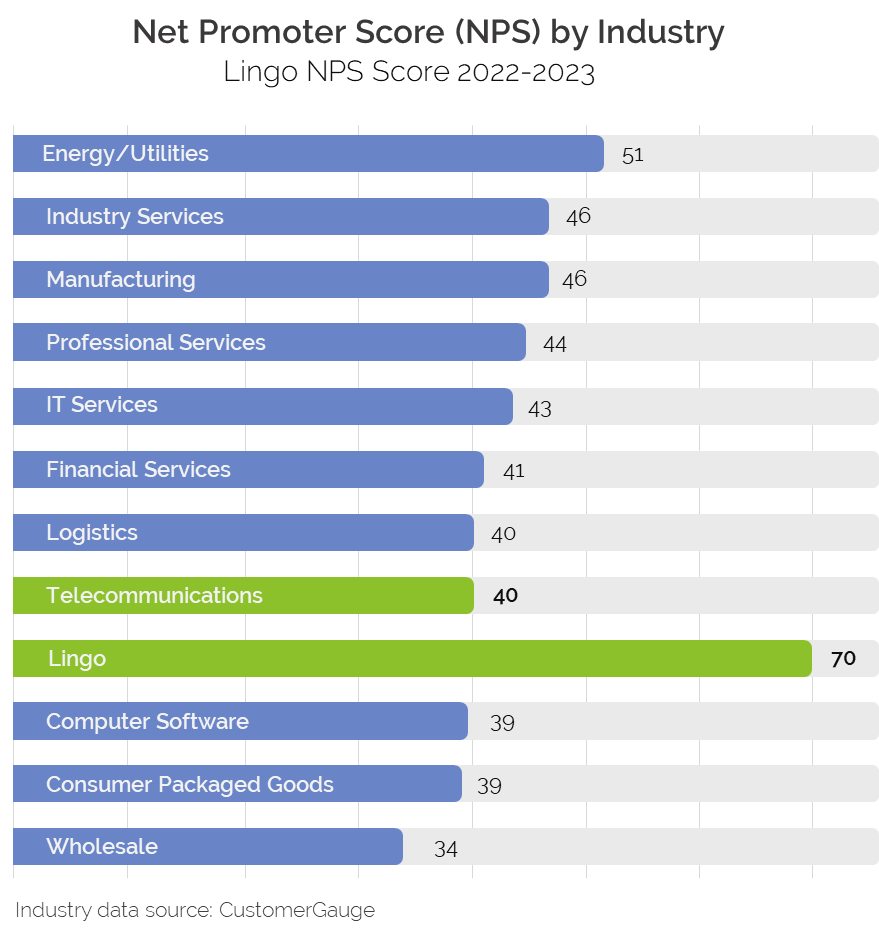 Net Promoter Score (NPS) by Industry
Lingo NPS Score 2022-2023
Energy/Utilities 51
Industry Services 46
Manufacturing 46
Professional Services 44
IT Services 43
Financial Services 41
Logistics 40
Telecommunications 40
Lingo 70
Computer Software 39
Consumer Packaged Goods 39
Wholesale 34
Industry data source: CustomerGauge